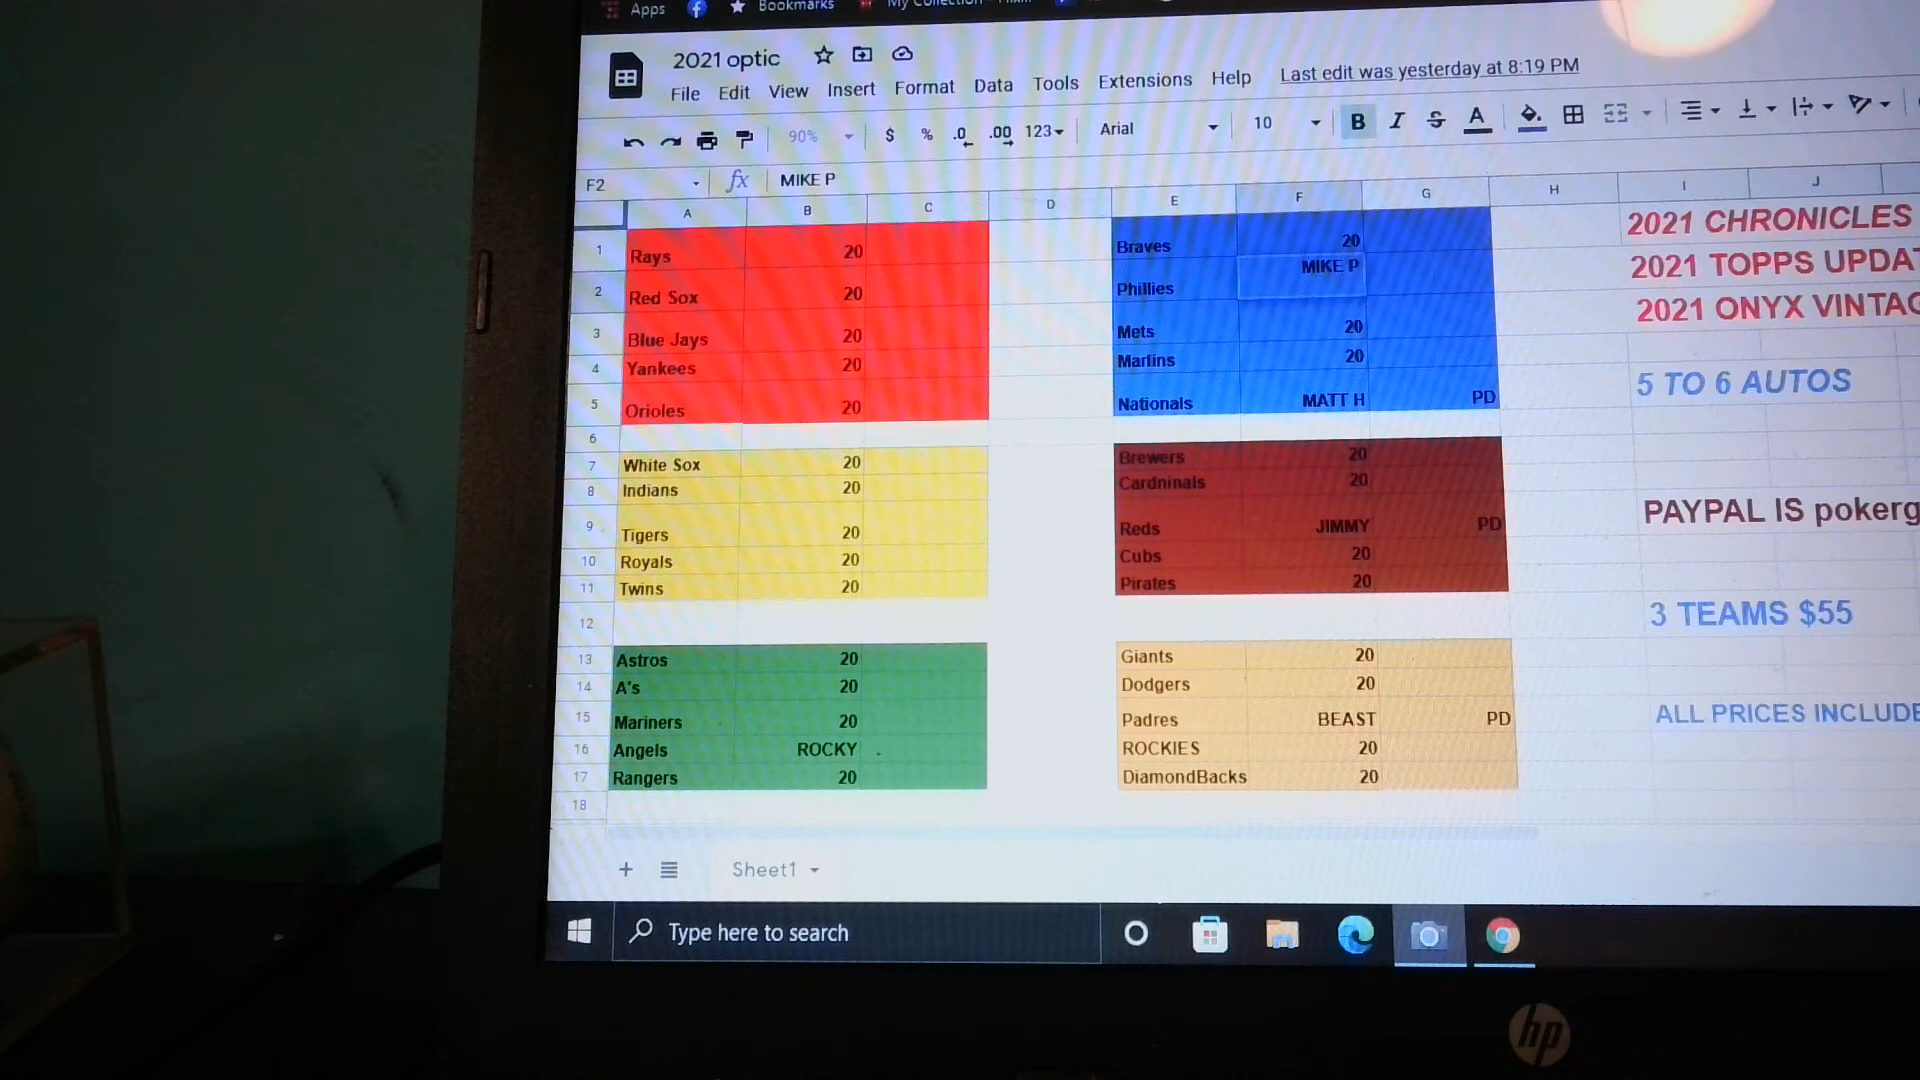 Apps
Bookmarks
2021 optic
File Edit View Insert Format Data Tools Extensions Help Last edit was yesterday at 8:19 PM
90% $ % .0 .00 123 Arial 10 B I S A
F2 fx MIKE P
A B C D E F G H I J
1 Rays 20 Braves 20 2021 CHRONICLES
2 Red Sox 20 Phillies MIKE P 2021 TOPPS UPDAT
3 Blue Jays 20 Mets 20 2021 ONYX VINTAG
4 Yankees 20 Marlins 20 5 TO 6 AUTOS
5 Orioles 20 Nationals MATT H PD
6
7 White Sox 20 Brewers 20
8 Indians 20 Cardninals 20
9 Tigers 20 Reds JIMMY PD PAYPAL IS pokerg
10 Royals 20 Cubs 20
11 Twins 20 Pirates 20
12 3 TEAMS $55
13 Astros 20 Giants 20
14 A's 20 Dodgers 20
15 Mariners 20 Padres BEAST PD ALL PRICES INCLUDE
16 Angels ROCKY . ROCKIES 20
17 Rangers 20 DiamondBacks 20
18
+ Sheet1
Type here to search
hp